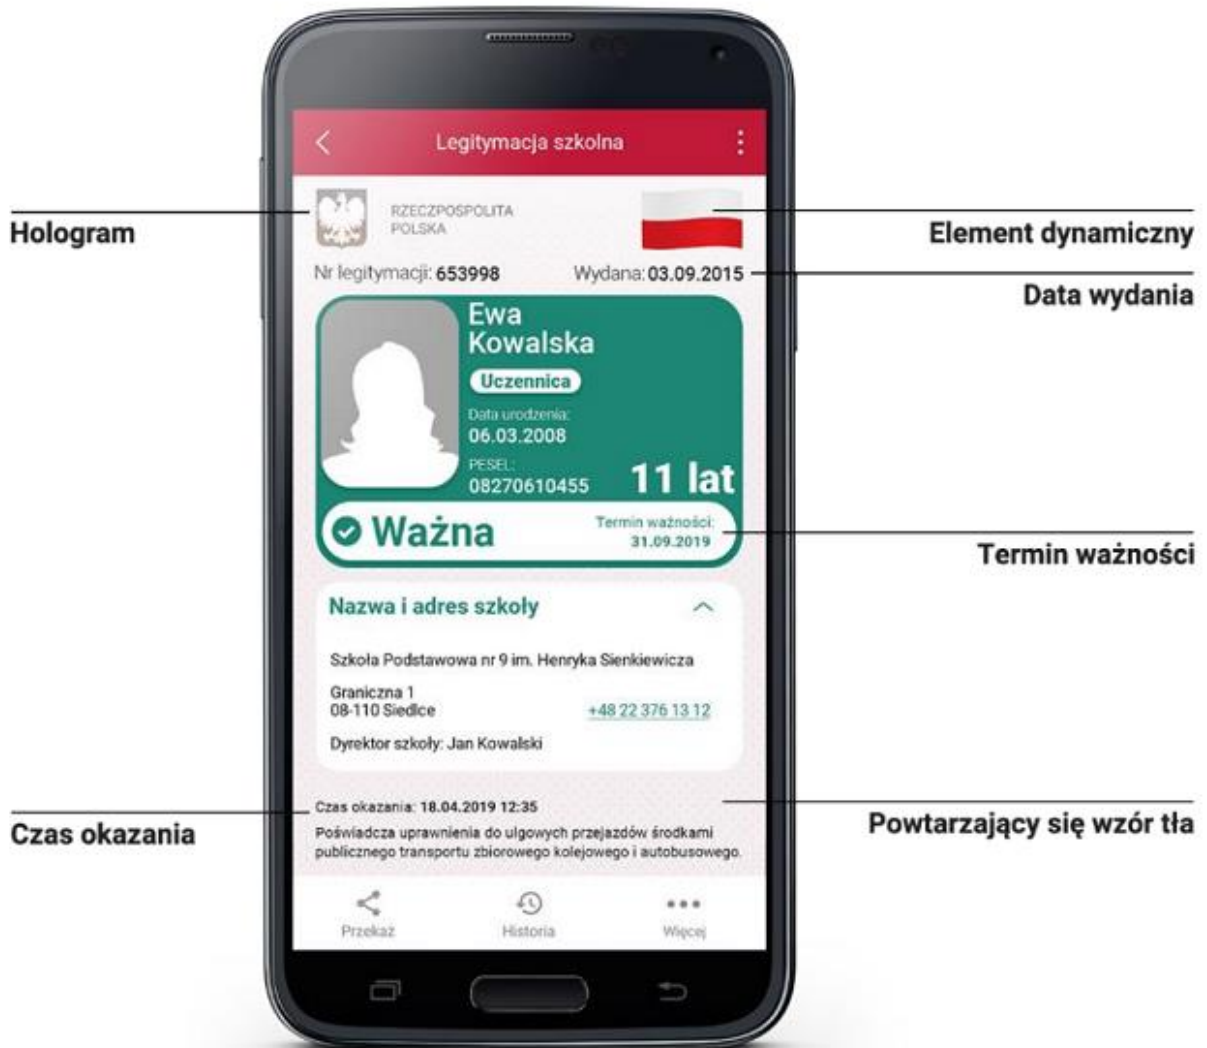 Legitymacja szkolna
RZECZPOSPOLITA
POLSKA
Hologram
Element dynamiczny
Nr legitymacji: 653998 Wydana: 03.09.2015
Data wydania
Ewa
Kowalska
Uczennica
Data urodzenia:
06.03.2008
PESEL:
08270610455
11 lat
Ważna
Termin ważności:
31.09.2019
Termin ważności
Nazwa i adres szkoły
Szkoła Podstawowa nr 9 im. Henryka Sienkiewicza
Graniczna 1
08-110 Siedlce
+48 22 376 13 12
Dyrektor szkoły: Jan Kowalski
Czas okazania: 18.04.2019 12:35
Czas okazania
Powtarzający się wzór tła
Poświadcza uprawnienia do ulgowych przejazdów środkami
publicznego transportu zbiorowego kolejowego i autobusowego.
Przekaż Historia Więcej